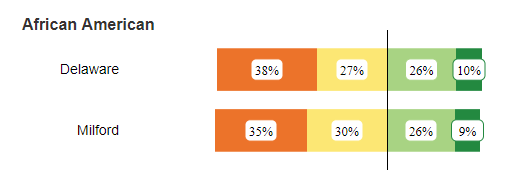 African American
Delaware 38% 27% 26% 10%
Milford 35% 30% 26% 9%